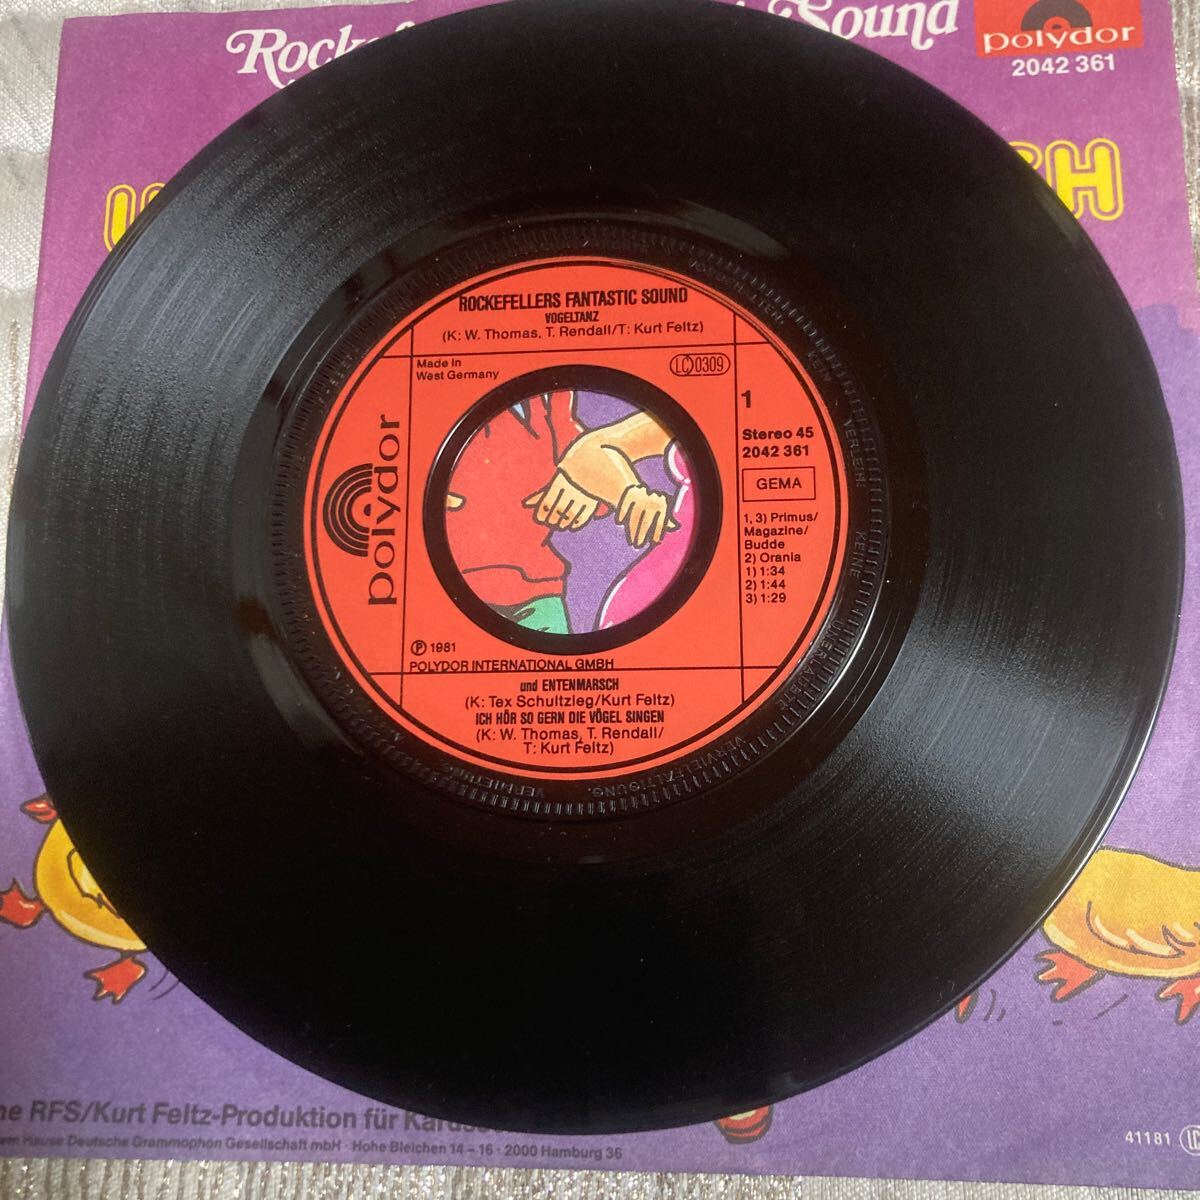 Sound
polydor
2042 361
ROCKEFELLERS FANTASTIC SOUND
VOGELTANZ
(K: W. Thomas, T. Rendall/T: Kurt Feltz)
Made in
West Germany
LC 0309
1
Stereo 45
2042 361
GEMA
1, 3) Primus/
Magazine/
Budde
2) Orania
1) 1:34
2) 1:44
3) 1:29
polydor
℗ 1981
POLYDOR INTERNATIONAL GMBH
und ENTENMARSCH
(K: Tex Schultzieg/Kurt Feltz)
ICH HÖR SO GERN DIE VÖGEL SINGEN
(K: W. Thomas, T. Rendall/
T: Kurt Feltz)
KEINE UNERLAUBTE VERVIELFÄLTIGUNG, VERMIETUNG
RFS/Kurt Feltz-Produktion für
Hause Deutsche Grammophon Gesellschaft mbH · Hohe Bleichen 14 – 16 · 2000 Hamburg 36
41181